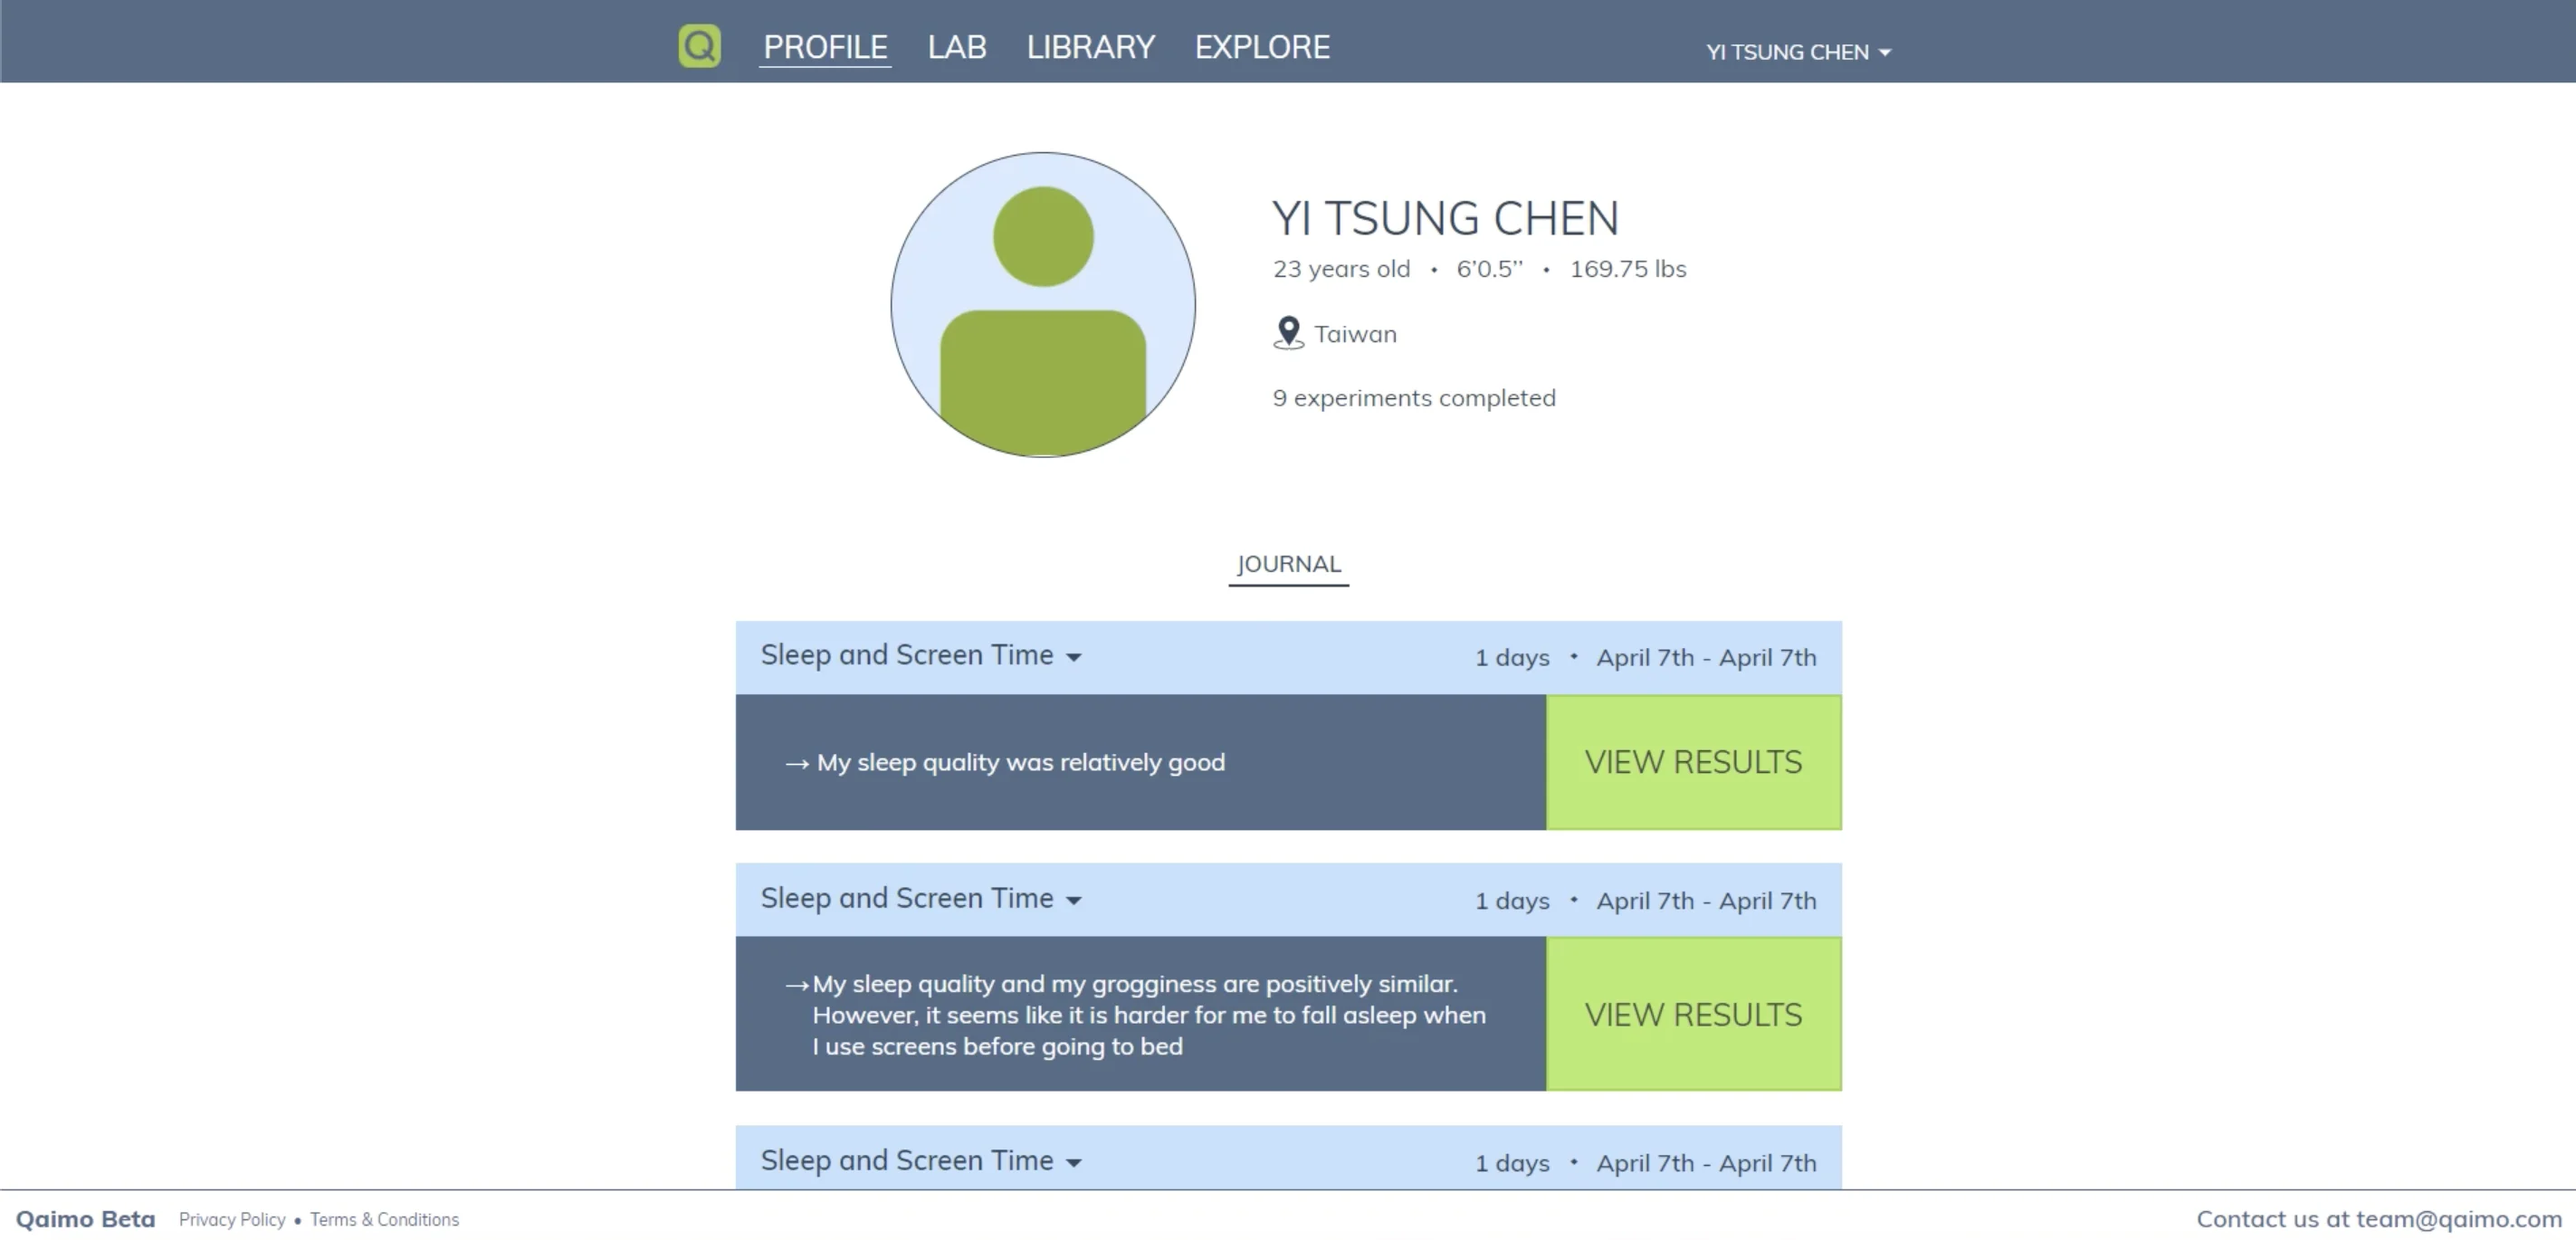 Q PROFILE LAB LIBRARY EXPLORE YI TSUNG CHEN
YI TSUNG CHEN
23 years old • 6’0.5’’ • 169.75 lbs
Taiwan
9 experiments completed
JOURNAL
Sleep and Screen Time 1 days • April 7th - April 7th
→ My sleep quality was relatively good
VIEW RESULTS
Sleep and Screen Time 1 days • April 7th - April 7th
→ My sleep quality and my grogginess are positively similar.
However, it seems like it is harder for me to fall asleep when
I use screens before going to bed
VIEW RESULTS
Sleep and Screen Time 1 days • April 7th - April 7th
Qaimo Beta Privacy Policy • Terms & Conditions Contact us at team@qaimo.com